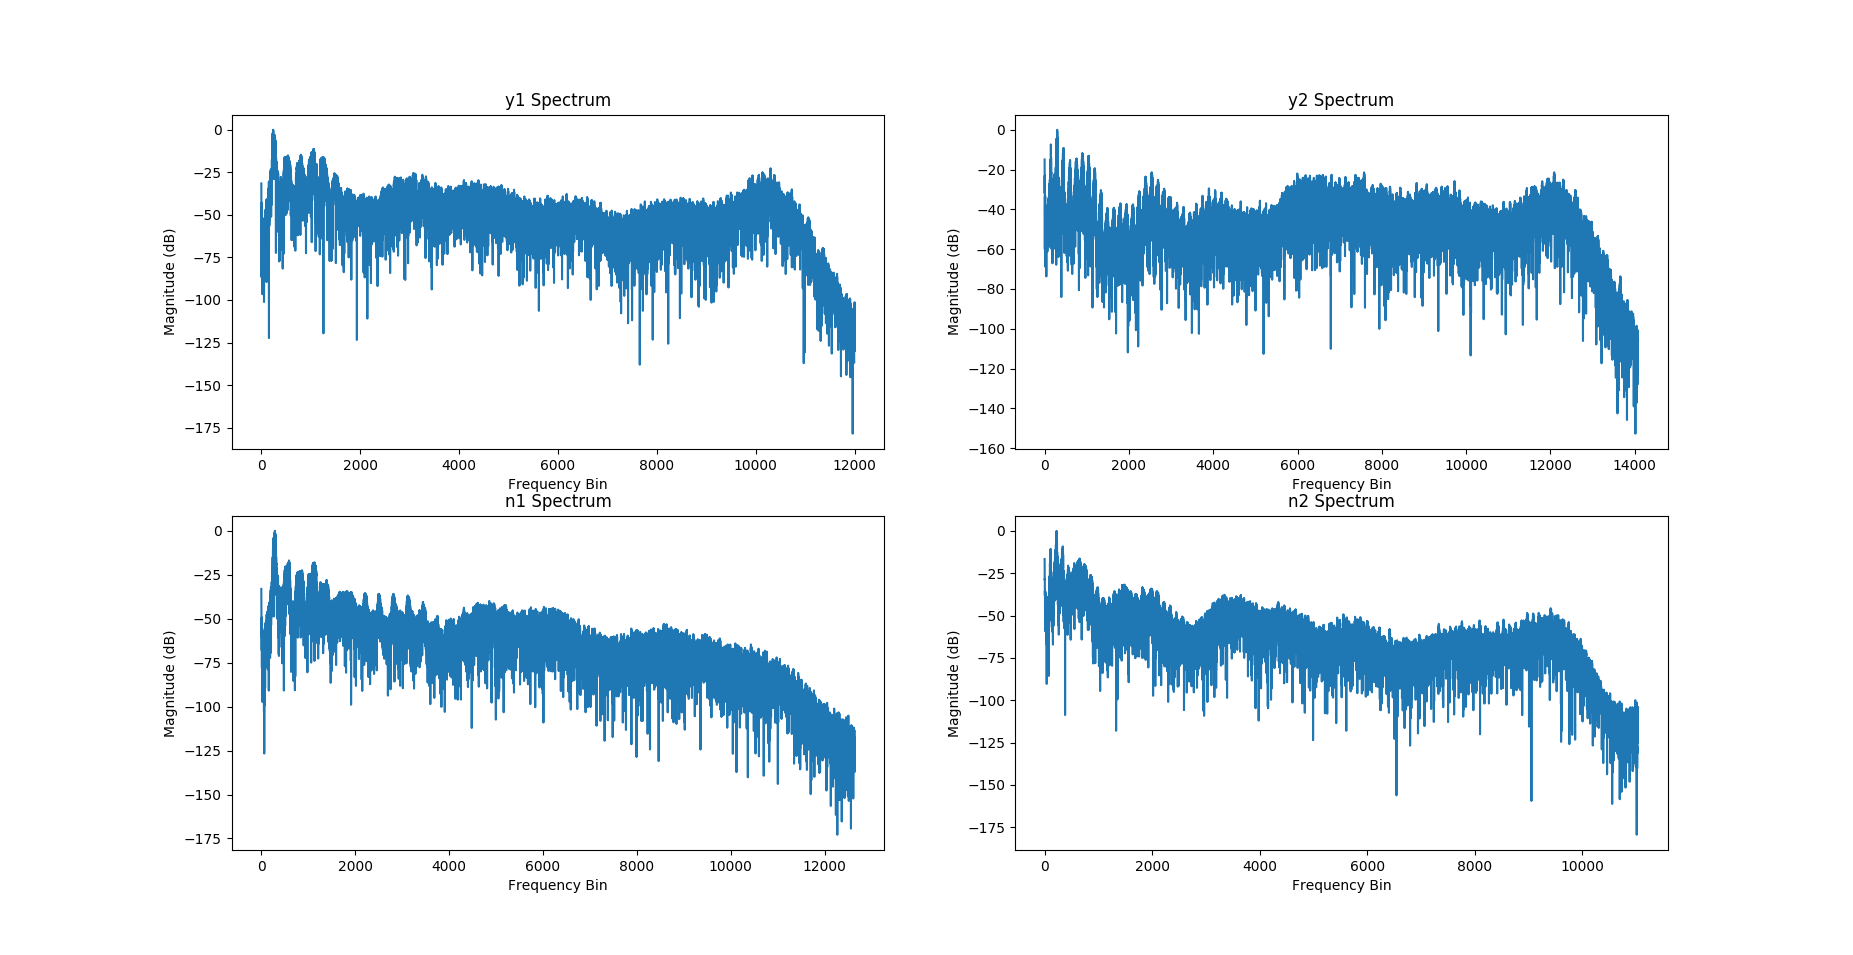 y1 Spectrum
0
−25
−50
−75
−100
−125
−150
−175
Magnitude (dB)
0 2000 4000 6000 8000 10000 12000
Frequency Bin
y2 Spectrum
0
−20
−40
−60
−80
−100
−120
−140
−160
Magnitude (dB)
0 2000 4000 6000 8000 10000 12000 14000
Frequency Bin
n1 Spectrum
0
−25
−50
−75
−100
−125
−150
−175
Magnitude (dB)
0 2000 4000 6000 8000 10000 12000
Frequency Bin
n2 Spectrum
0
−25
−50
−75
−100
−125
−150
−175
Magnitude (dB)
0 2000 4000 6000 8000 10000
Frequency Bin